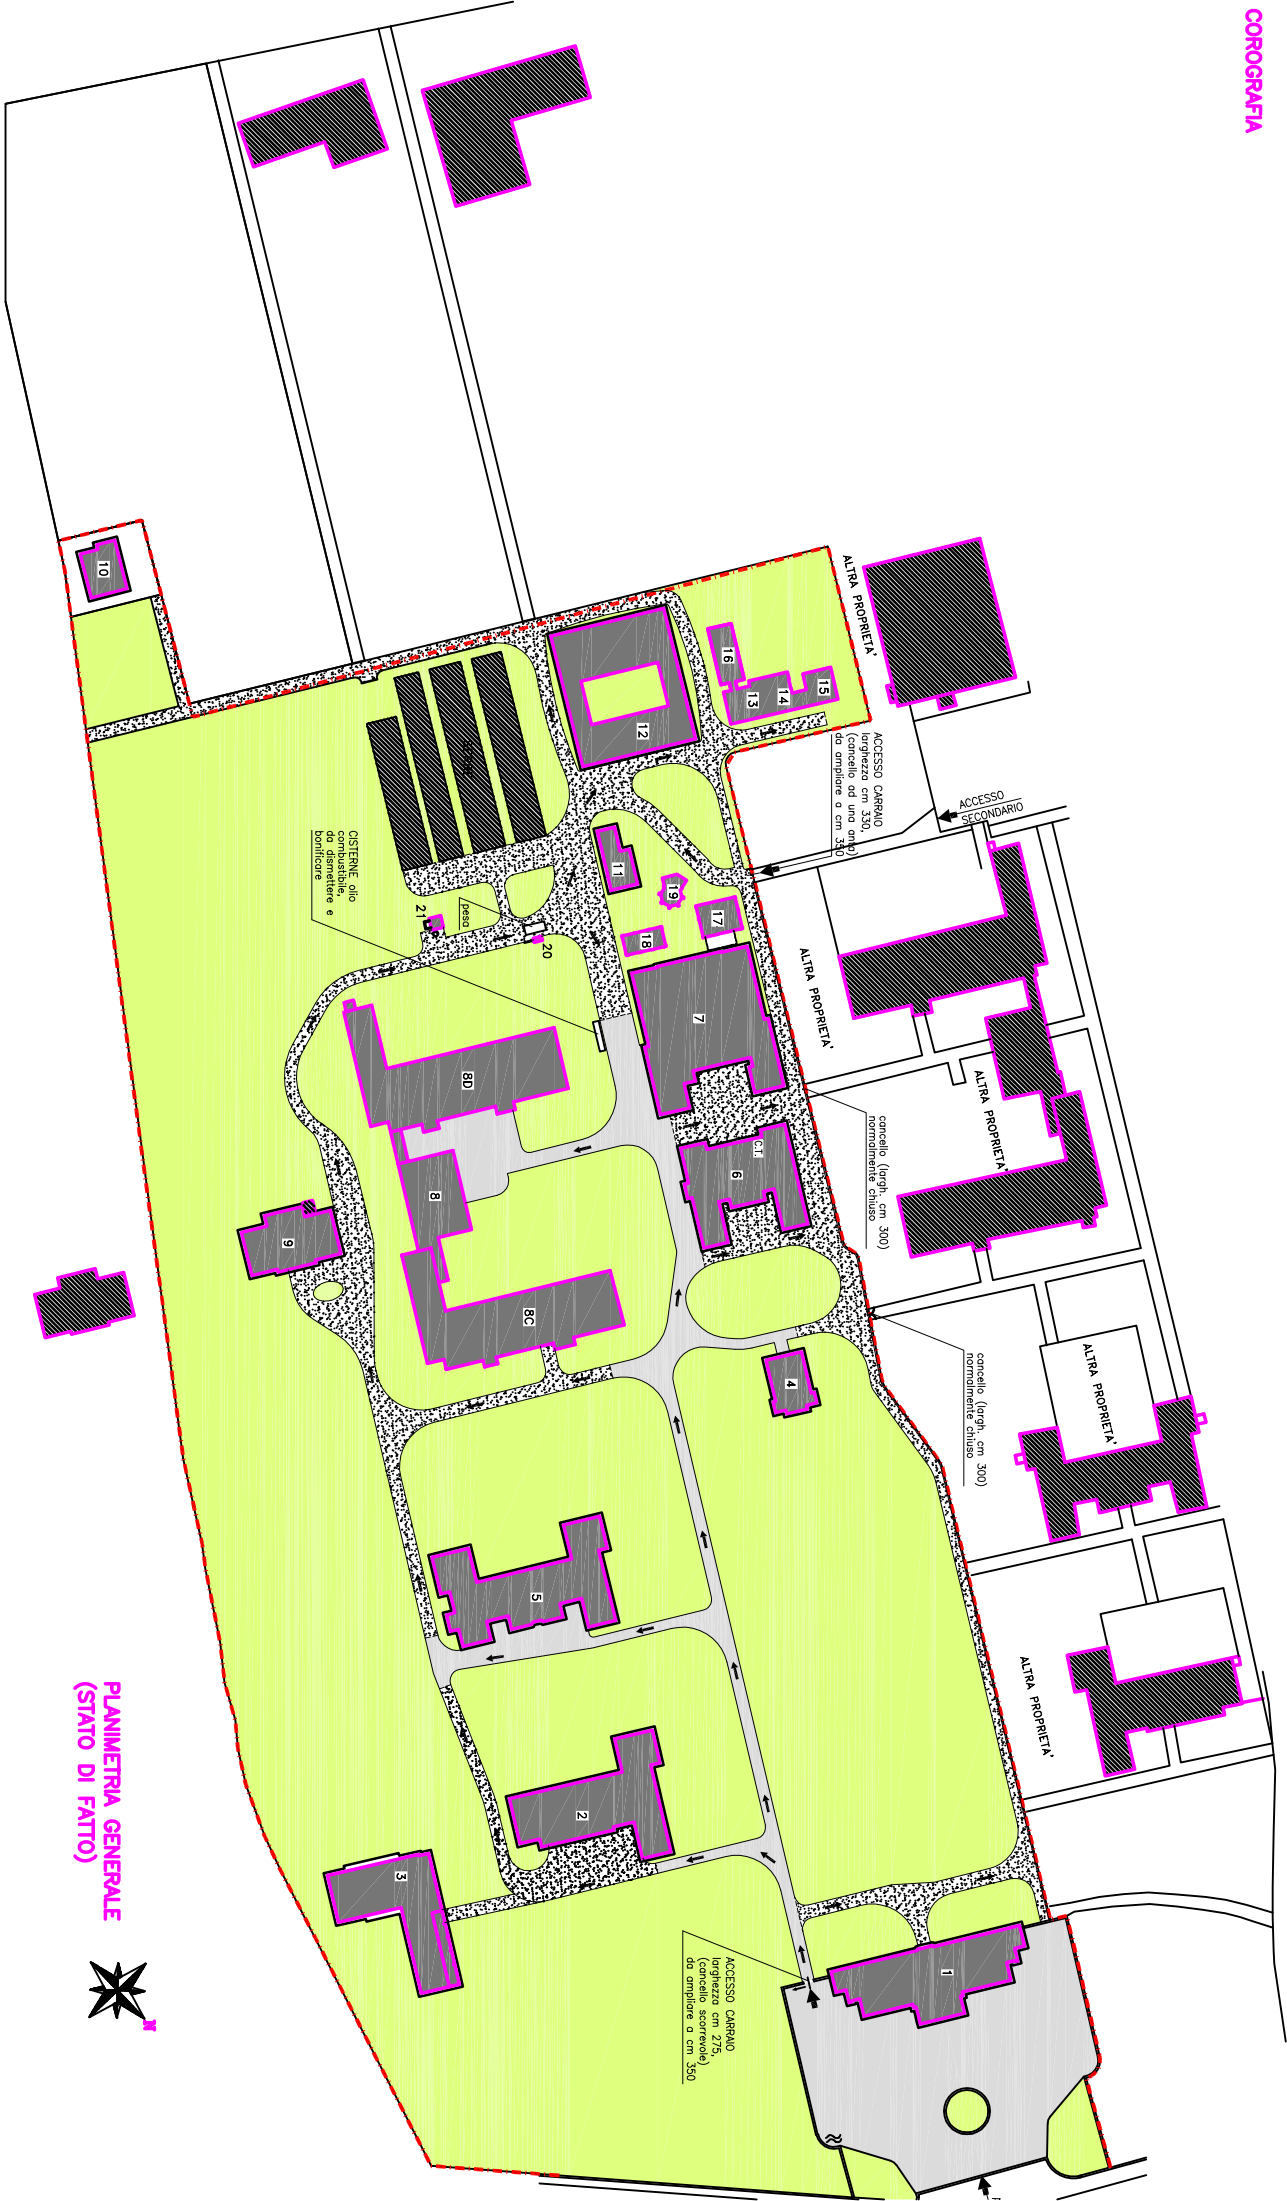 COROGRAFIA
ALTRA PROPRIETA'
ACCESSO CARRAIO
larghezza cm 330,
(cancello ad una anta)
da ampliare a cm 350
ACCESSO
SECONDARIO
10
16
15
14
13
12
SERRE
11
19
17
18
CISTERNE olio
combustibile,
da dismettere e
bonificare
pesa
21
20
ALTRA PROPRIETA'
7
8D
cancello (largh. cm 300)
normalmente chiuso
ALTRA PROPRIETA'
C.T.
6
8
9
8C
4
cancello (largh. cm 300)
normalmente chiuso
ALTRA PROPRIETA'
5
ALTRA PROPRIETA'
2
3
1
ACCESSO CARRAIO
larghezza cm 275,
(cancello scorrevole)
da ampliare a cm 350
PLANIMETRIA GENERALE
(STATO DI FATTO)
N